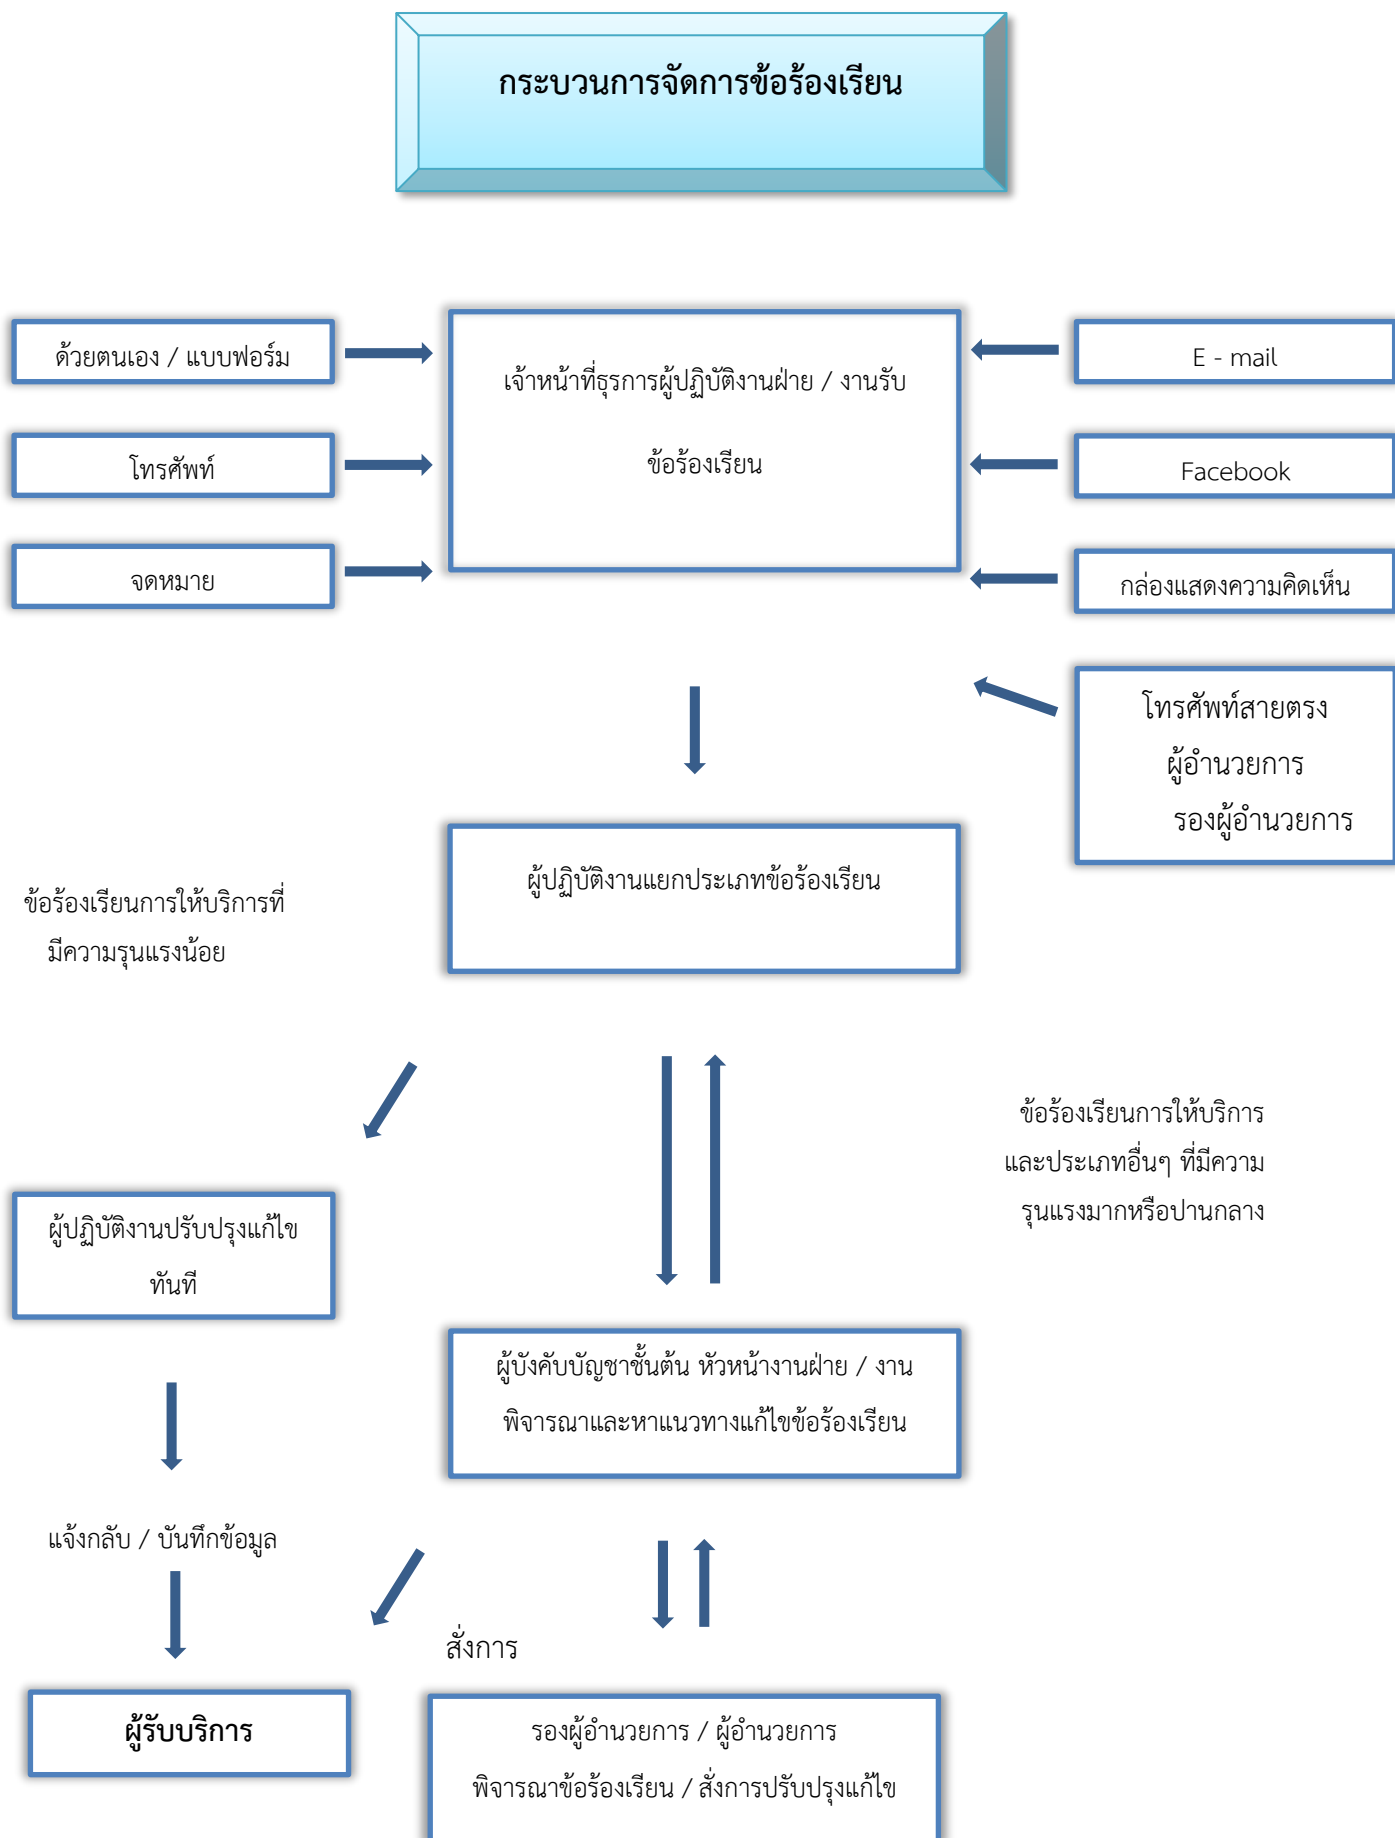 กระบวนการจัดการข้อร้องเรียน
ด้วยตนเอง / แบบฟอร์ม
โทรศัพท์
จดหมาย
เจ้าหน้าที่ธุรการผู้ปฏิบัติงานฝ่าย / งานรับ
ข้อร้องเรียน
E - mail
Facebook
กล่องแสดงความคิดเห็น
โทรศัพท์สายตรง
ผู้อำนวยการ
รองผู้อำนวยการ
ผู้ปฏิบัติงานแยกประเภทข้อร้องเรียน
ข้อร้องเรียนการให้บริการที่
มีความรุนแรงน้อย
ข้อร้องเรียนการให้บริการ
และประเภทอื่นๆ ที่มีความ
รุนแรงมากหรือปานกลาง
ผู้ปฏิบัติงานปรับปรุงแก้ไข
ทันที
ผู้บังคับบัญชาชั้นต้น หัวหน้างานฝ่าย / งาน
พิจารณาและหาแนวทางแก้ไขข้อร้องเรียน
แจ้งกลับ / บันทึกข้อมูล
สั่งการ
ผู้รับบริการ
รองผู้อำนวยการ / ผู้อำนวยการ
พิจารณาข้อร้องเรียน / สั่งการปรับปรุงแก้ไข